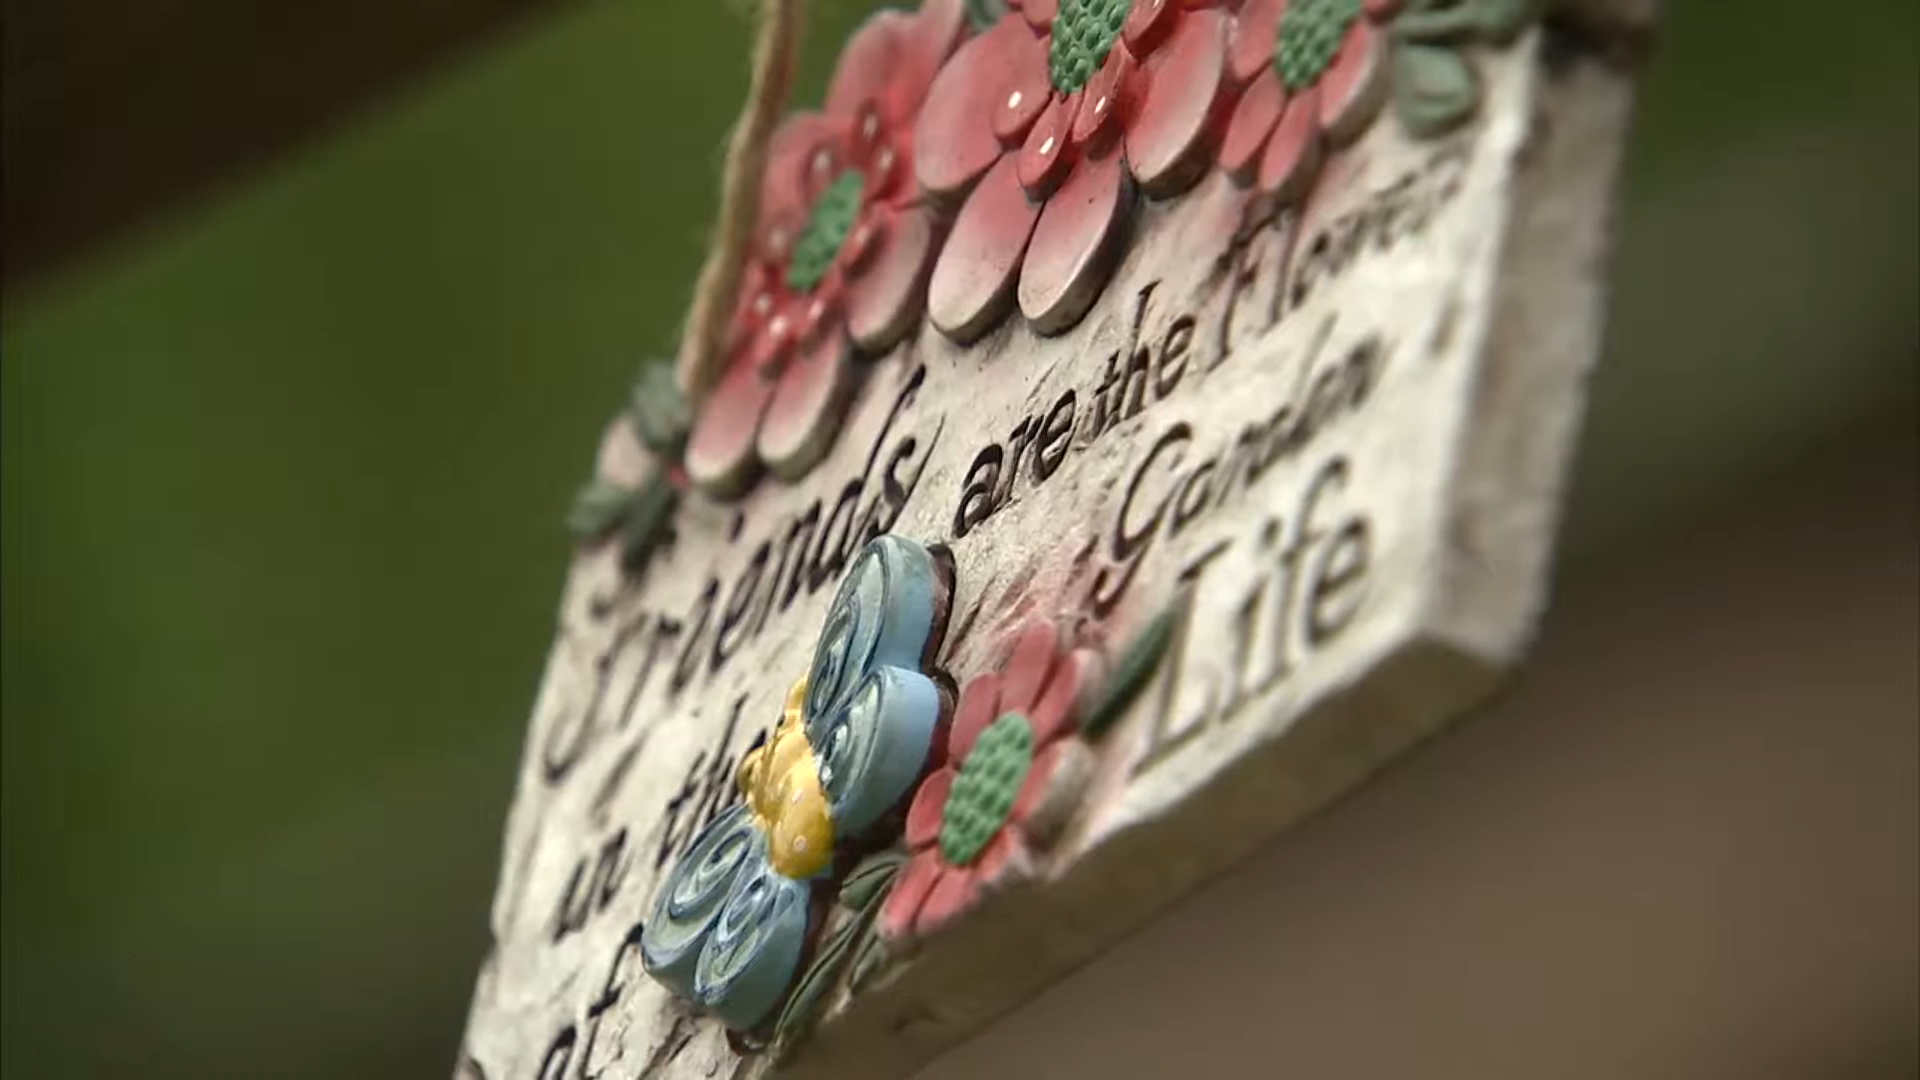 Friends are the Flowers
in the Garden
of Life